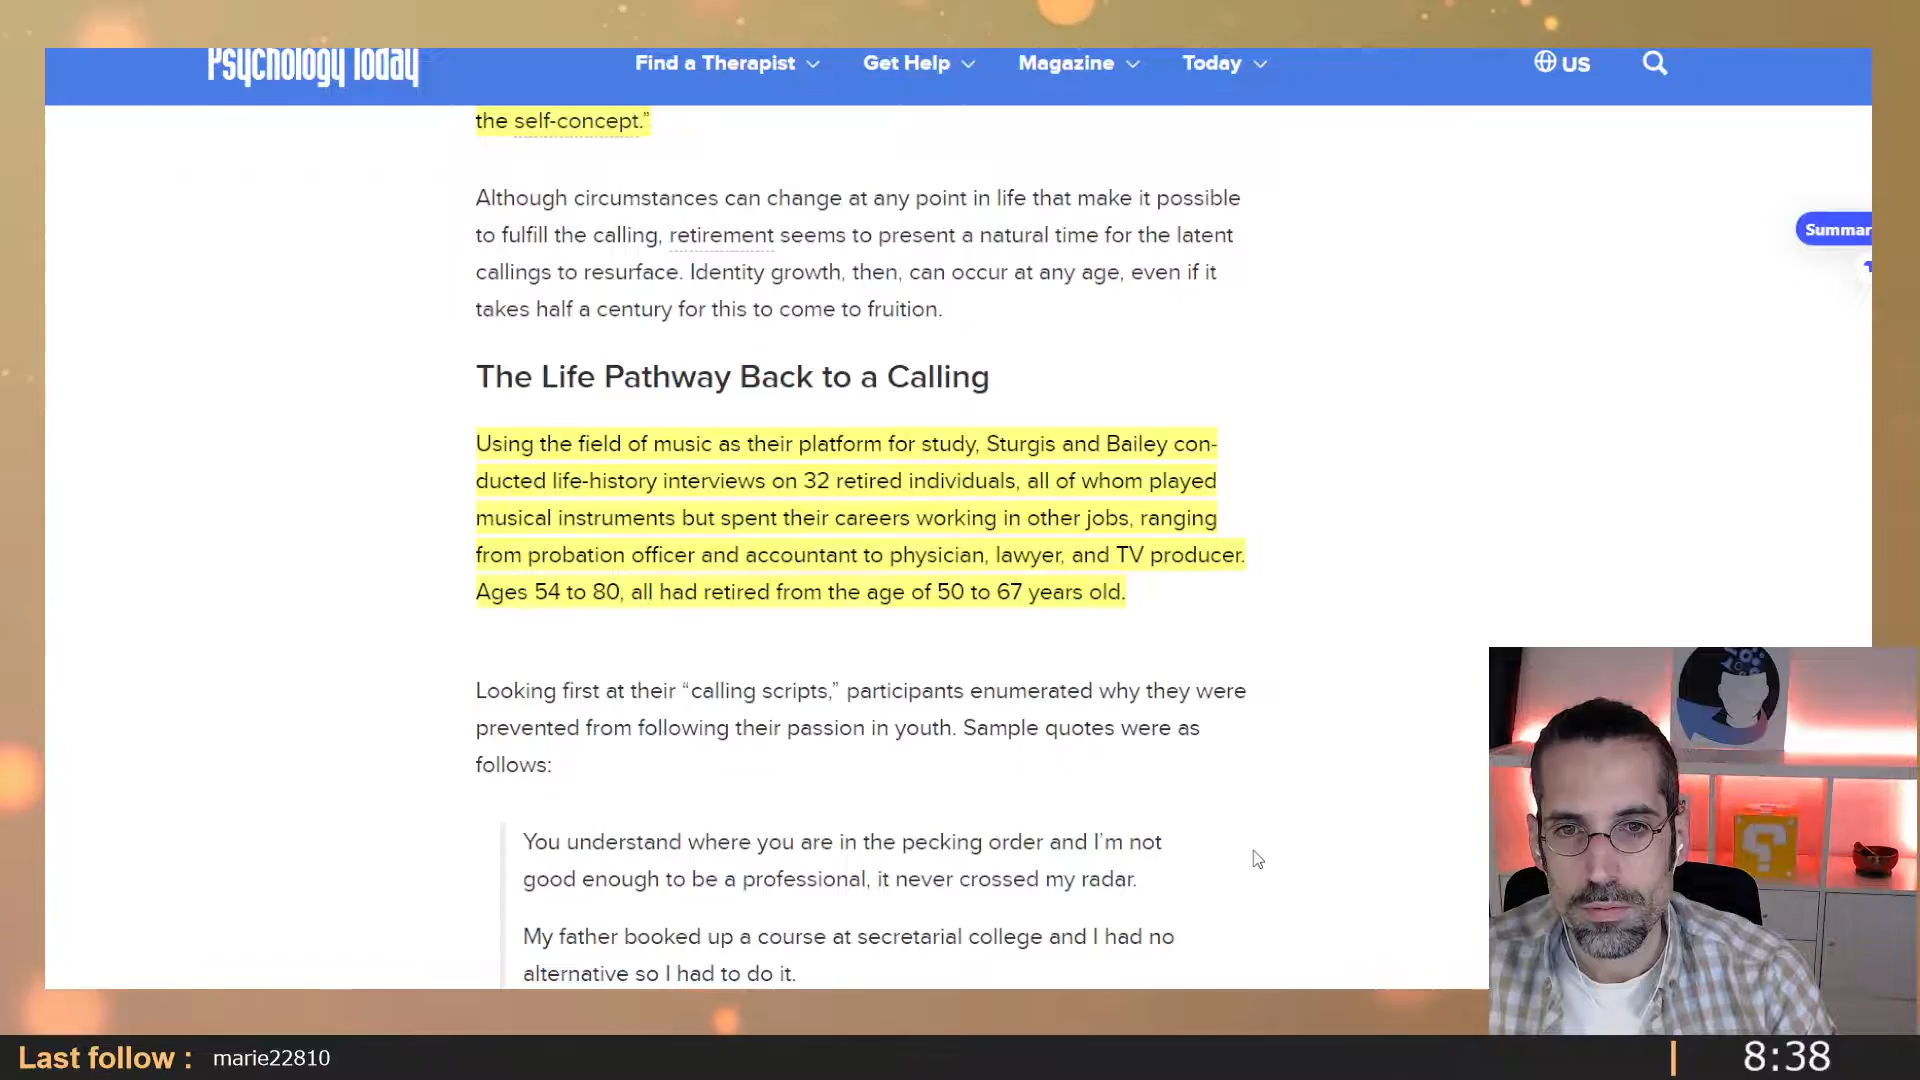 Psychology Today
Find a Therapist
Get Help
Magazine
Today
US
the self-concept.”
Although circumstances can change at any point in life that make it possible
to fulfill the calling, retirement seems to present a natural time for the latent
callings to resurface. Identity growth, then, can occur at any age, even if it
takes half a century for this to come to fruition.
Summar
The Life Pathway Back to a Calling
Using the field of music as their platform for study, Sturgis and Bailey con-
ducted life-history interviews on 32 retired individuals, all of whom played
musical instruments but spent their careers working in other jobs, ranging
from probation officer and accountant to physician, lawyer, and TV producer.
Ages 54 to 80, all had retired from the age of 50 to 67 years old.
Looking first at their “calling scripts,” participants enumerated why they were
prevented from following their passion in youth. Sample quotes were as
follows:
You understand where you are in the pecking order and I’m not
good enough to be a professional, it never crossed my radar.
My father booked up a course at secretarial college and I had no
alternative so I had to do it.
?
Last follow : marie22810
8:38